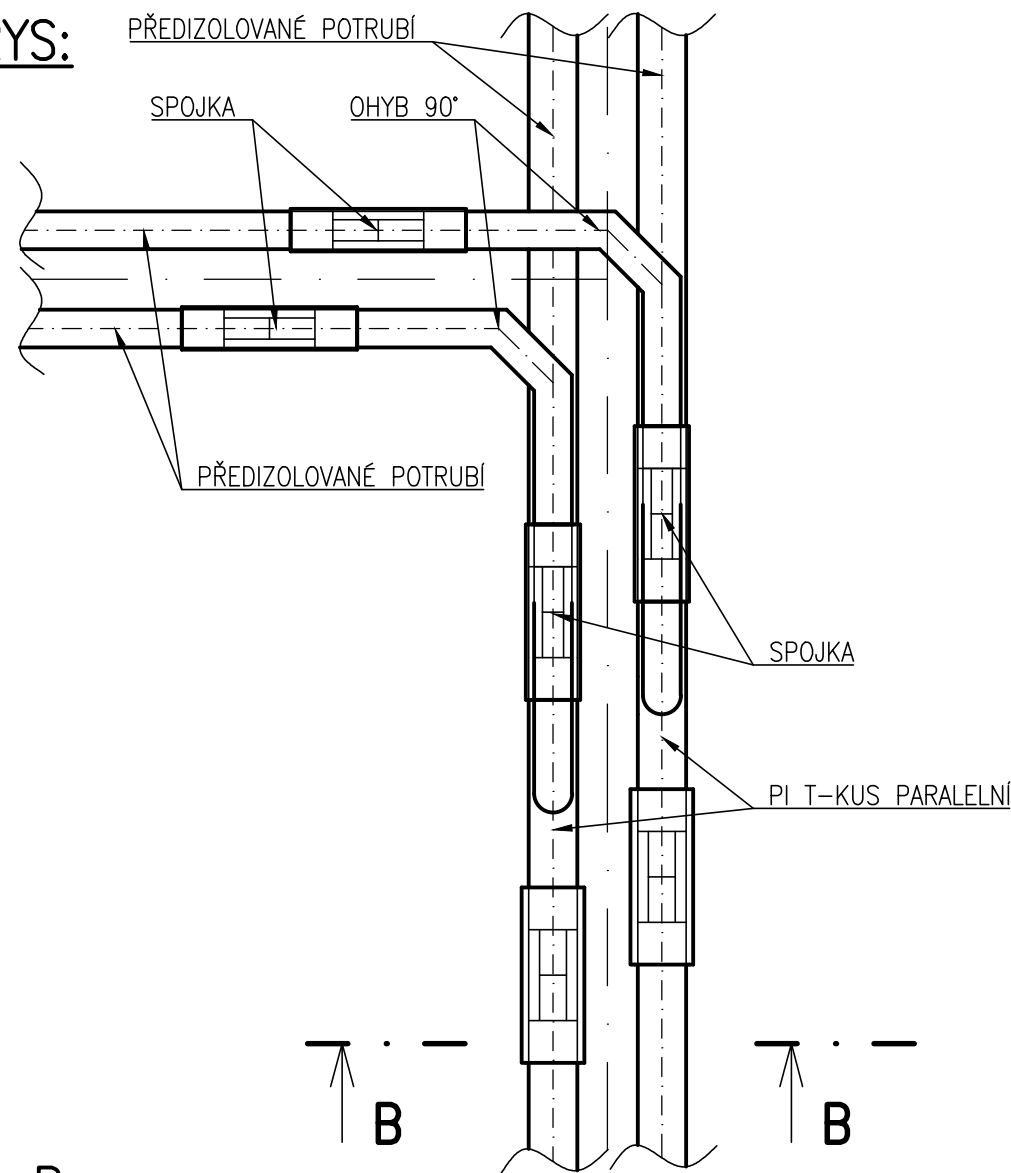 YS:
PŘEDIZOLOVANÉ POTRUBÍ
SPOJKA
OHYB 90°
PŘEDIZOLOVANÉ POTRUBÍ
SPOJKA
PI T-KUS PARALELNÍ
B
B